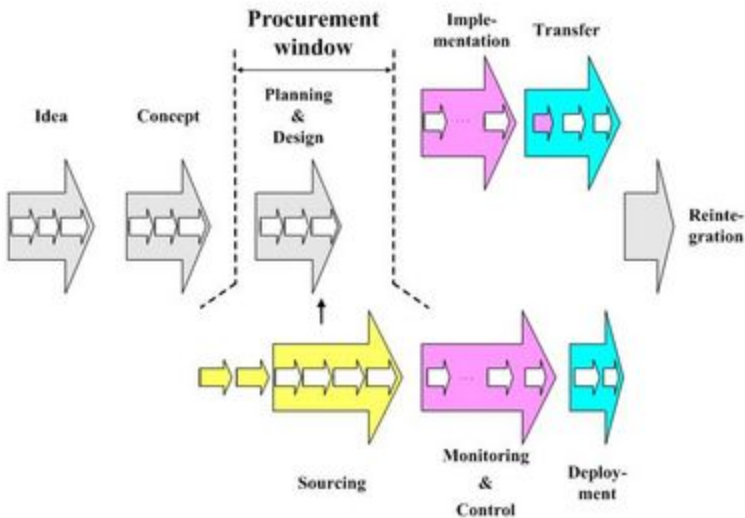 Procurement
window
Imple-
mentation
Transfer
Idea
Concept
Planning
&
Design
Reinte-
gration
Sourcing
Monitoring
&
Control
Deploy-
ment